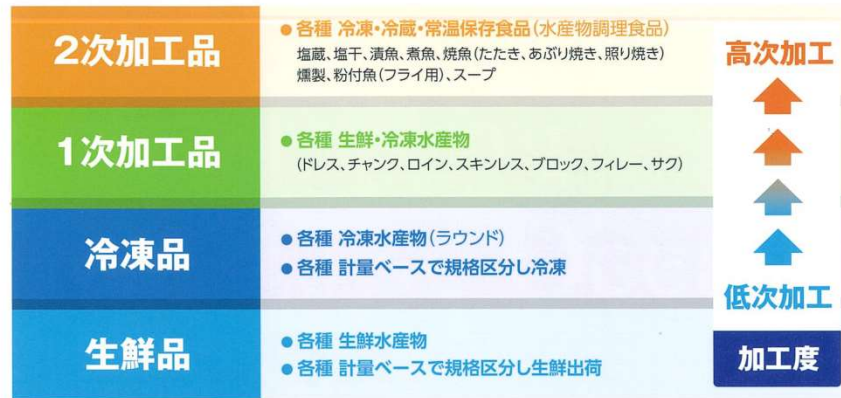 2次加工品
●各種 冷凍・冷蔵・常温保存食品(水産物調理食品)
塩蔵、塩干、漬魚、煮魚、焼魚(たたき、あぶり焼き、照り焼き)
燻製、粉付魚(フライ用)、スープ
1次加工品
●各種 生鮮・冷凍水産物
(ドレス、チャンク、ロイン、スキンレス、ブロック、フィレー、サク)
冷凍品
●各種 冷凍水産物(ラウンド)
●各種 計量ベースで規格区分し冷凍
生鮮品
●各種 生鮮水産物
●各種 計量ベースで規格区分し生鮮出荷
高次加工
低次加工
加工度